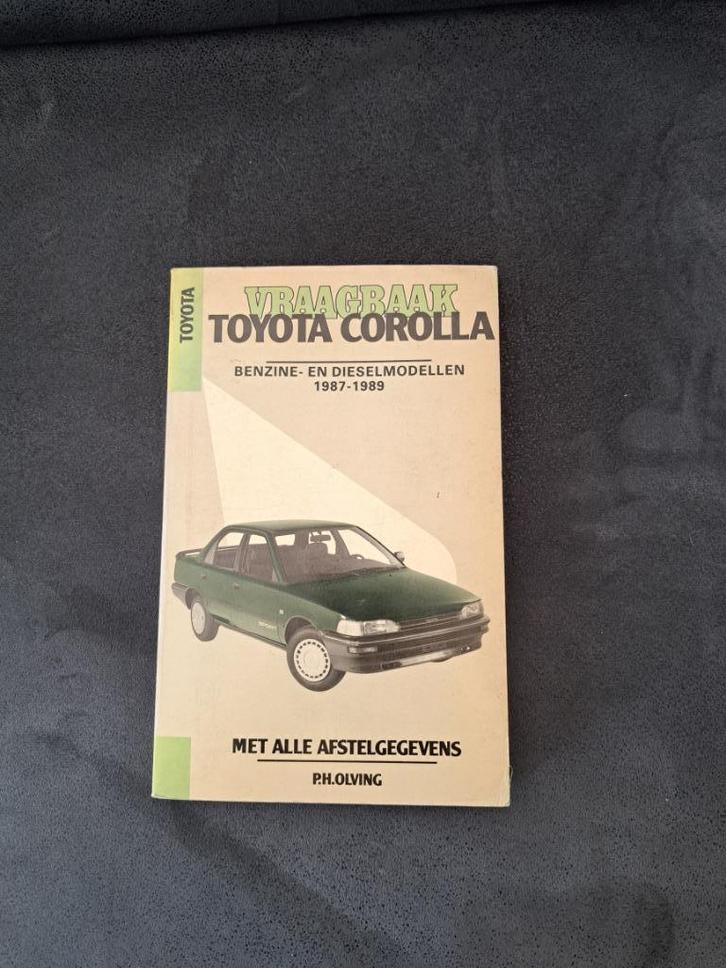 TOYOTA
VRAAGBAAK
TOYOTA COROLLA
BENZINE- EN DIESELMODELLEN
1987-1989
MET ALLE AFSTELGEGEVENS
P.H.OLVING